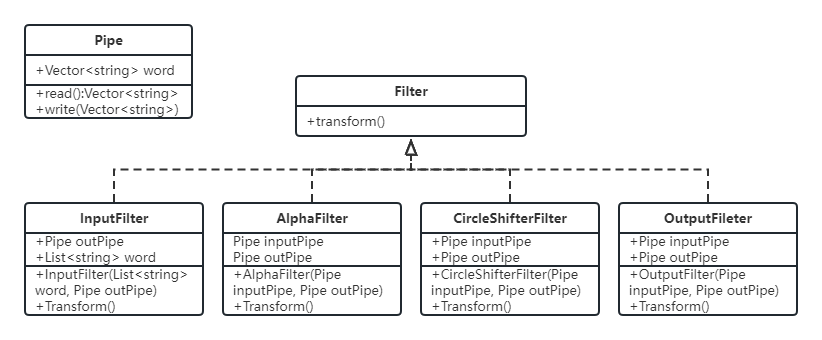 Pipe
+Vector<string> word
+read():Vector<string>
+write(Vector<string>)
Filter
+transform()
InputFilter
+Pipe outPipe
+List<string> word
+InputFilter(List<string>
word, Pipe outPipe)
+Transform()
AlphaFilter
Pipe inputPipe
Pipe outPipe
+AlphaFilter(Pipe
inputPipe, Pipe outPipe)
+Transform()
CircleShifterFilter
+Pipe inputPipe
+Pipe outPipe
+CircleShifterFilter(Pipe
inputPipe, Pipe outPipe)
+Transform()
OutputFileter
+Pipe inputPipe
+Pipe outPipe
+OutputFilter(Pipe
inputPipe, Pipe outPipe)
+Transform()